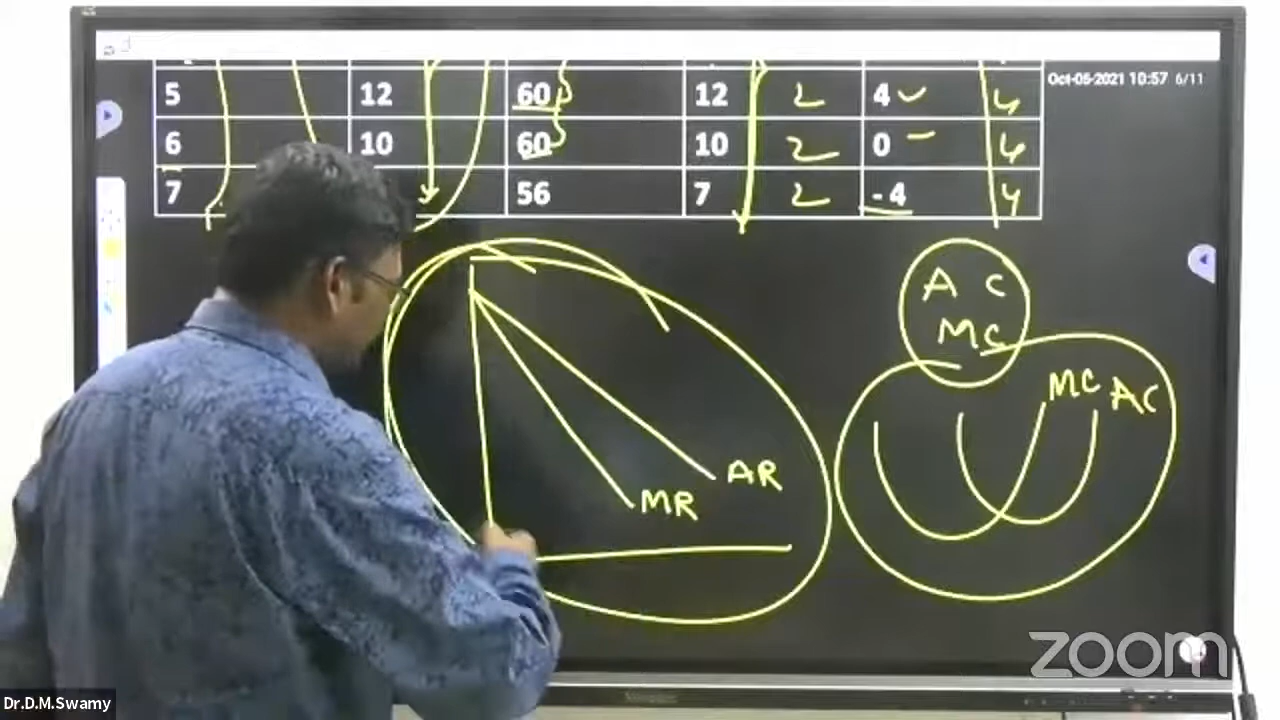 Oct-05-2021 10:57 6/11
5 12 60 12 2 4 4
6 10 60 10 2 0 4
7 56 7 2 -4 4
A C
MC
MC AC
AR
MR
zoom
Dr.D.M.Swamy